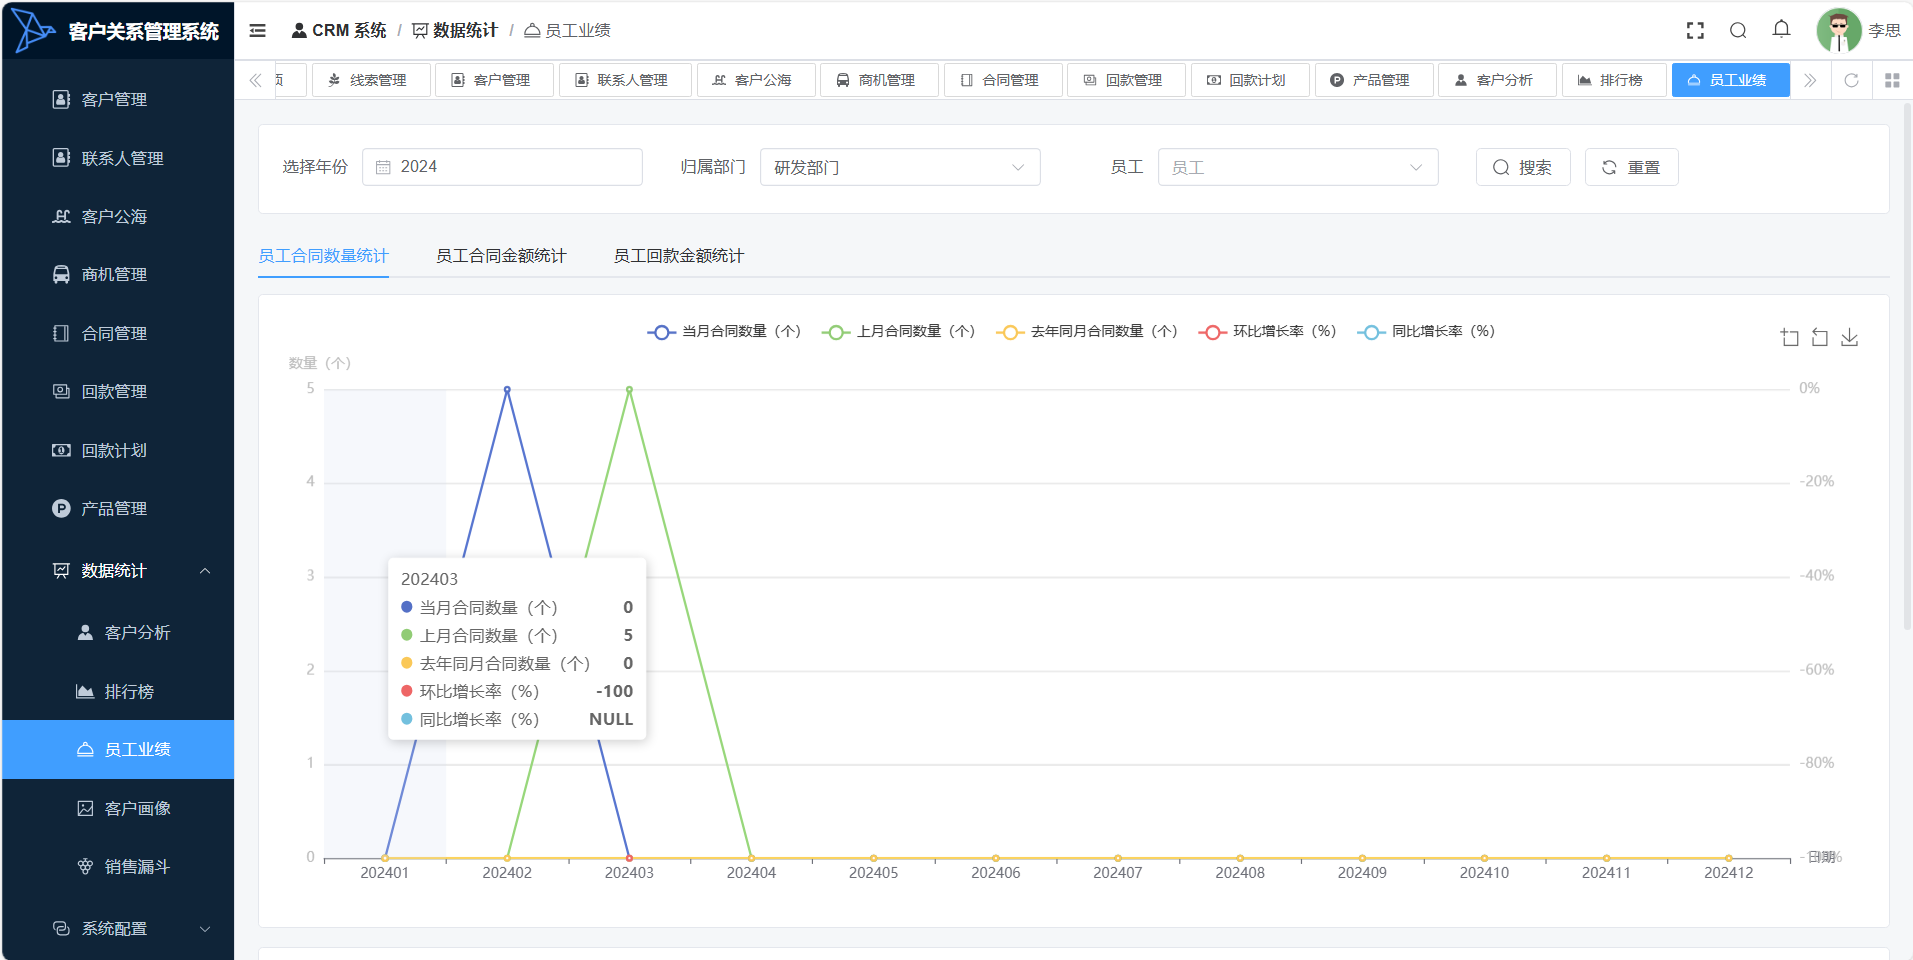 客户关系管理系统
客户管理
联系人管理
客户公海
商机管理
合同管理
回款管理
回款计划
产品管理
数据统计
客户分析
排行榜
员工业绩
客户画像
销售漏斗
系统配置
CRM 系统 / 数据统计 / 员工业绩
李思
线索管理 客户管理 联系人管理 客户公海 商机管理 合同管理 回款管理 回款计划 产品管理 客户分析 排行榜 员工业绩
选择年份 2024 归属部门 研发部门 员工 员工 搜索 重置
员工合同数量统计 员工合同金额统计 员工回款金额统计
当月合同数量（个） 上月合同数量（个） 去年同月合同数量（个） 环比增长率（%） 同比增长率（%）
数量（个）
5 0%
4 -20%
3 -40%
2 -60%
1 -80%
0
202403
当月合同数量（个） 0
上月合同数量（个） 5
去年同月合同数量（个） 0
环比增长率（%） -100
同比增长率（%） NULL
日期
202401 202402 202403 202404 202405 202406 202407 202408 202409 202410 202411 202412